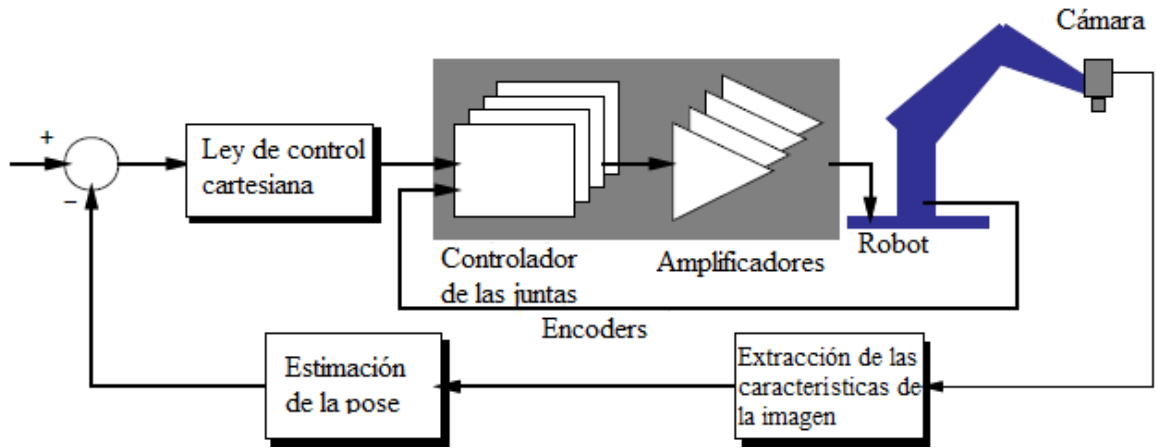 Cámara
+
Ley de control
cartesiana
−
Controlador
de las juntas
Amplificadores
Robot
Encoders
Estimación
de la pose
Extracción de las
características de
la imagen